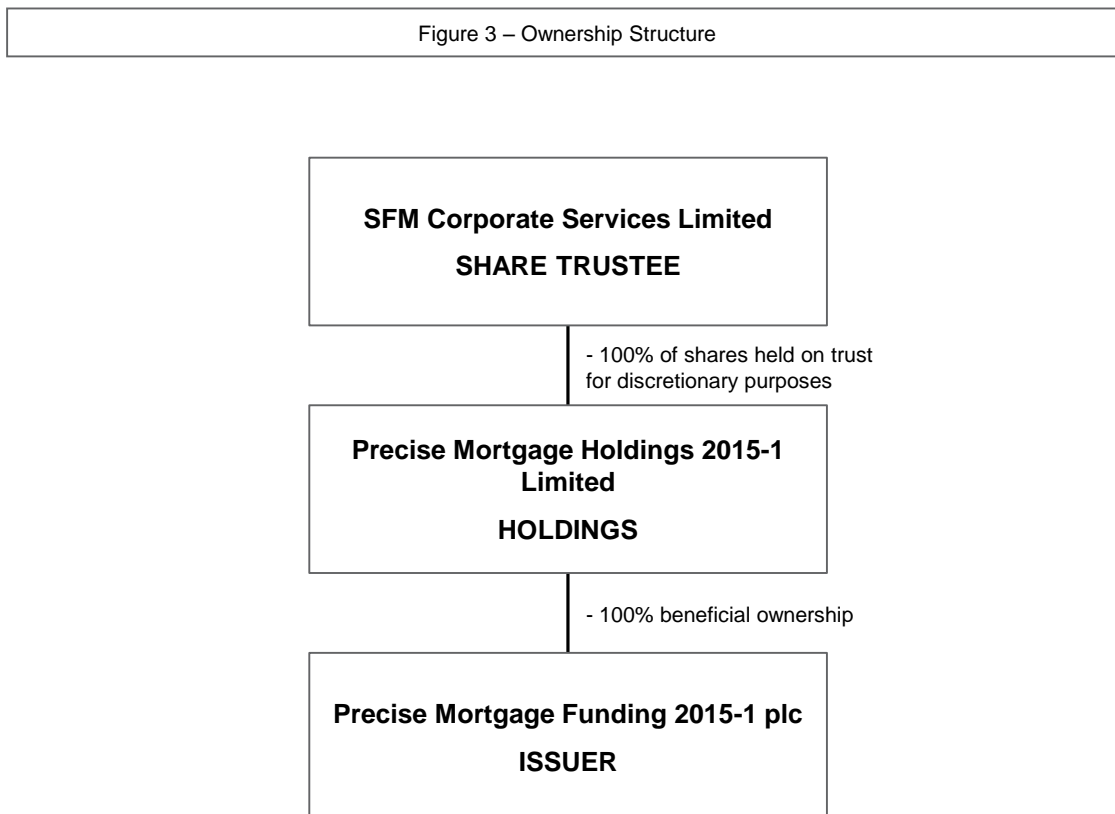 Figure 3 – Ownership Structure
SFM Corporate Services Limited
SHARE TRUSTEE
- 100% of shares held on trust
for discretionary purposes
Precise Mortgage Holdings 2015-1
Limited
HOLDINGS
- 100% beneficial ownership
Precise Mortgage Funding 2015-1 plc
ISSUER